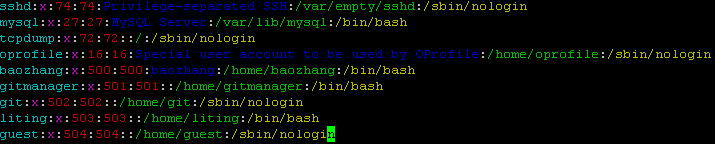 sshd:x:74:74:Privilege-separated SSH:/var/empty/sshd:/sbin/nologin
mysql:x:27:27:MySQL Server:/var/lib/mysql:/bin/bash
tcpdump:x:72:72::/:/sbin/nologin
oprofile:x:16:16:Special user account to be used by OProfile:/home/oprofile:/sbin/nologin
baozhang:x:500:500:baozhang:/home/baozhang:/bin/bash
gitmanager:x:501:501::/home/gitmanager:/bin/bash
git:x:502:502::/home/git:/sbin/nologin
liting:x:503:503::/home/liting:/bin/bash
guest:x:504:504::/home/guest:/sbin/nologin